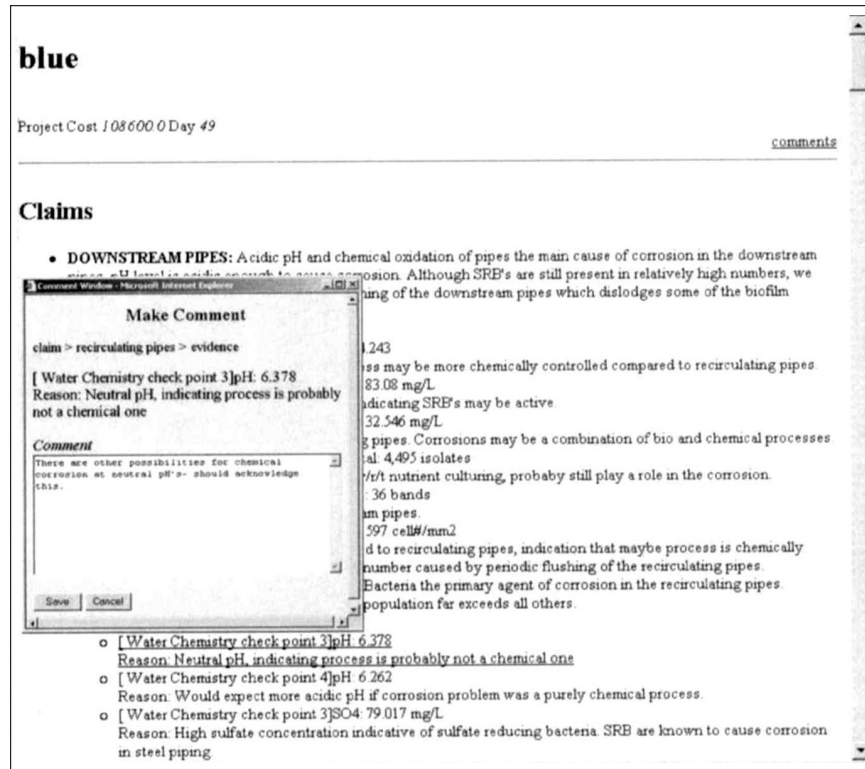 blue
Project Cost 108600.0 Day 49
comments
Claims
• DOWNSTREAM PIPES: Acidic pH and chemical oxidation of pipes the main cause of corrosion in the downstream
pipes. pH level is acidic enough to cause corrosion. Although SRB's are still present in relatively high numbers, we
hing of the downstream pipes which dislodges some of the biofilm
Comment Window - Microsoft Internet Explorer
Make Comment
claim > recirculating pipes > evidence
[ Water Chemistry check point 3]pH: 6.378
Reason: Neutral pH, indicating process is probably
not a chemical one
Comment
There are other possibilities for chemical
corrosion at neutral pH's- should acknowledge
this.
Save Cancel
.243
ss may be more chemically controlled compared to recirculating pipes.
83.08 mg/L
ndicating SRB's may be active.
32.546 mg/L
g pipes. Corrosions may be a combination of bio and chemical processes.
al: 4,495 isolates
/r/t nutrient culturing, probaby still play a role in the corrosion.
: 36 bands
am pipes.
597 cell#/mm2
d to recirculating pipes, indication that maybe process is chemically
number caused by periodic flushing of the recirculating pipes.
Bacteria the primary agent of corrosion in the recirculating pipes.
population far exceeds all others.
o [ Water Chemistry check point 3]pH: 6.378
Reason: Neutral pH, indicating process is probably not a chemical one
o [ Water Chemistry check point 4]pH: 6.262
Reason: Would expect more acidic pH if corrosion problem was a purely chemical process.
o [ Water Chemistry check point 3]SO4: 79.017 mg/L
Reason: High sulfate concentration indicative of sulfate reducing bacteria. SRB are known to cause corrosion
in steel piping.